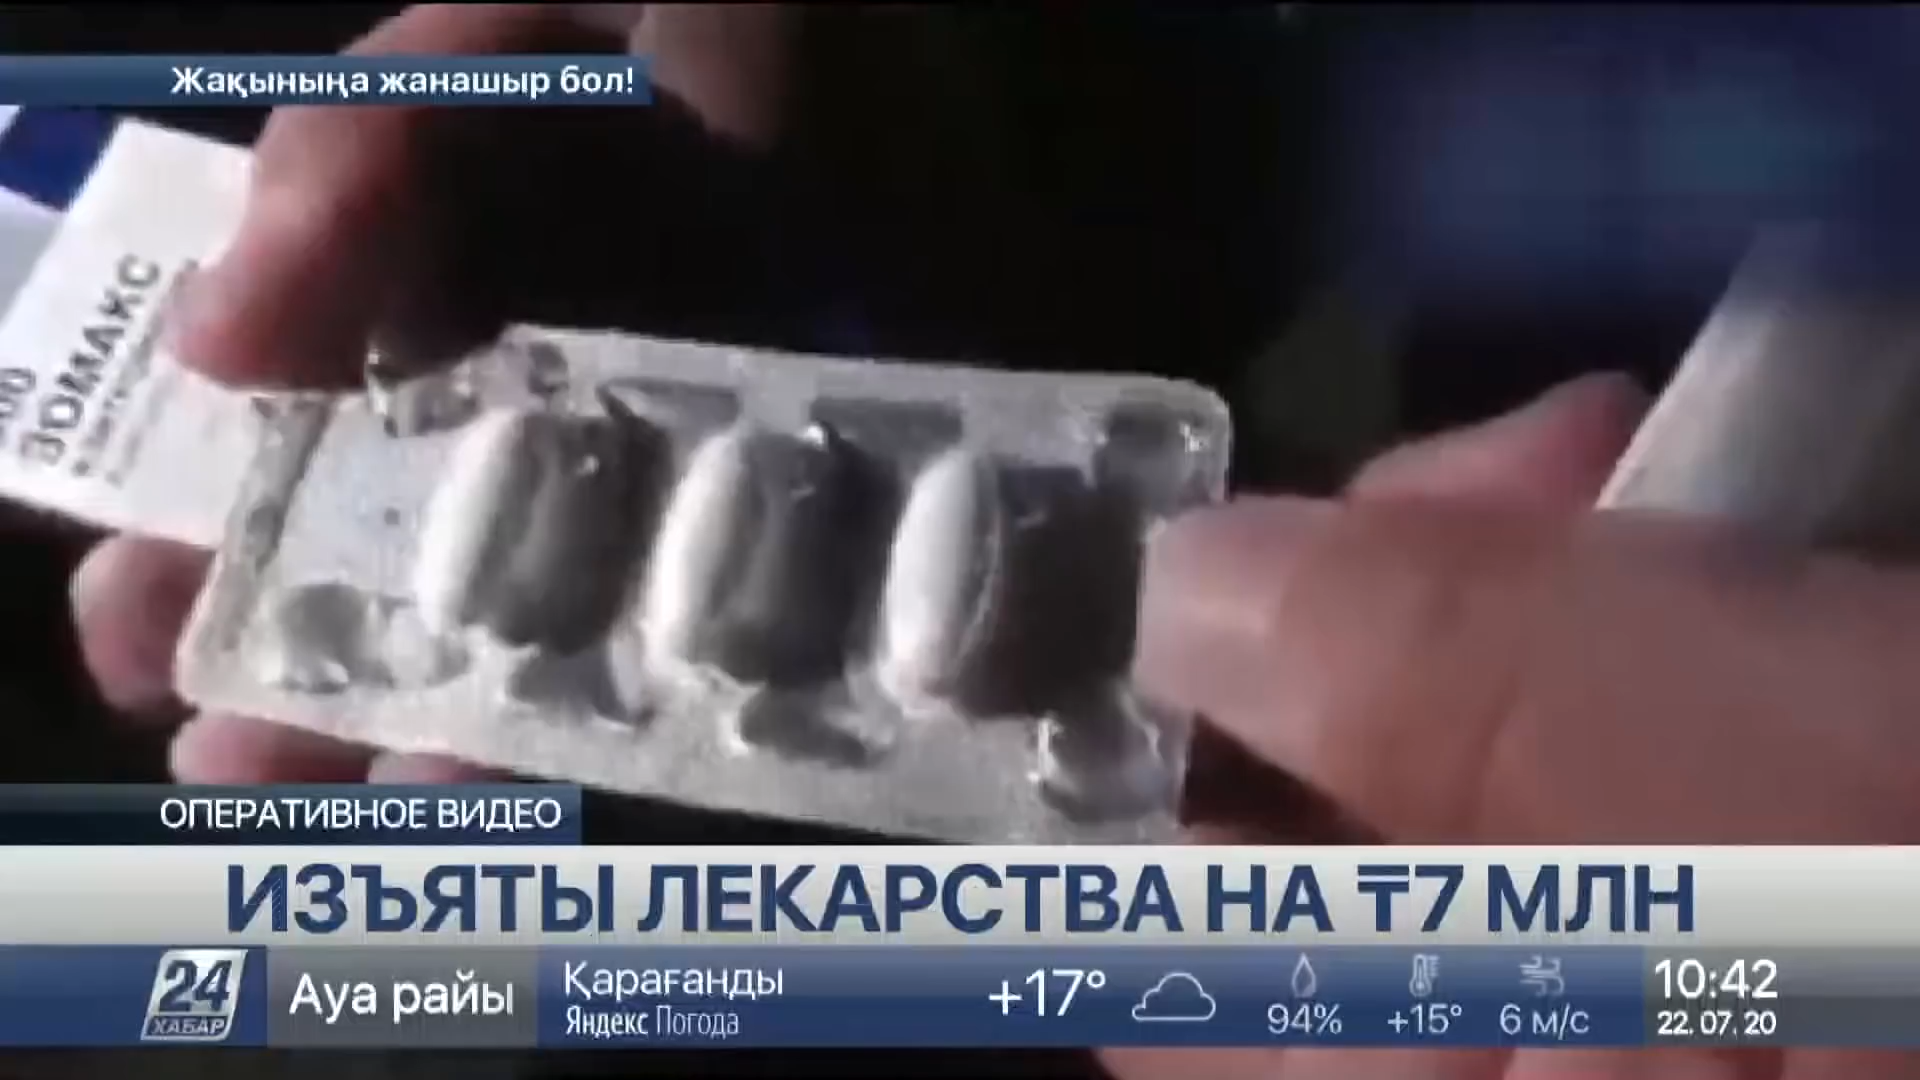 Жақыныңа жанашыр бол!
ЗОМАКС
ОПЕРАТИВНОЕ ВИДЕО
ИЗЪЯТЫ ЛЕКАРСТВА НА ₸7 МЛН
24 ХАБАР
Ауа райы
Қарағанды
Яндекс Погода
+17°
94%
+15°
6 м/с
10:42
22.07.20